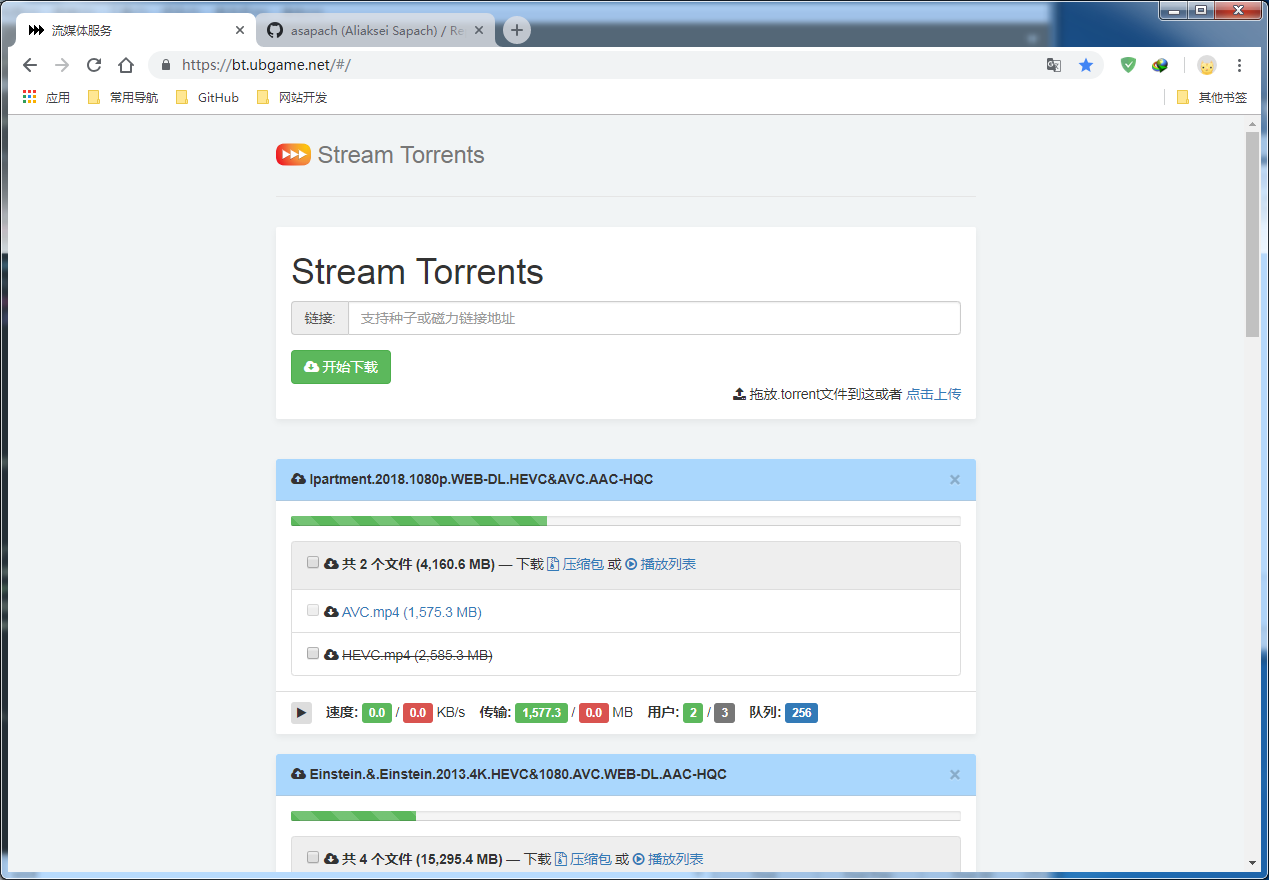 流媒体服务
asapach (Aliaksei Sapach) / Re
https://bt.ubgame.net/#/
应用 常用导航 GitHub 网站开发 其他书签
Stream Torrents
Stream Torrents
链接: 支持种子或磁力链接地址
开始下载
拖放.torrent文件到这或者 点击上传
Ipartment.2018.1080p.WEB-DL.HEVC&AVC.AAC-HQC ×
共 2 个文件 (4,160.6 MB) — 下载 压缩包 或 播放列表
AVC.mp4 (1,575.3 MB)
HEVC.mp4 (2,585.3 MB)
速度: 0.0 / 0.0 KB/s 传输: 1,577.3 / 0.0 MB 用户: 2 / 3 队列: 256
Einstein.&.Einstein.2013.4K.HEVC&1080.AVC.WEB-DL.AAC-HQC ×
共 4 个文件 (15,295.4 MB) — 下载 压缩包 或 播放列表